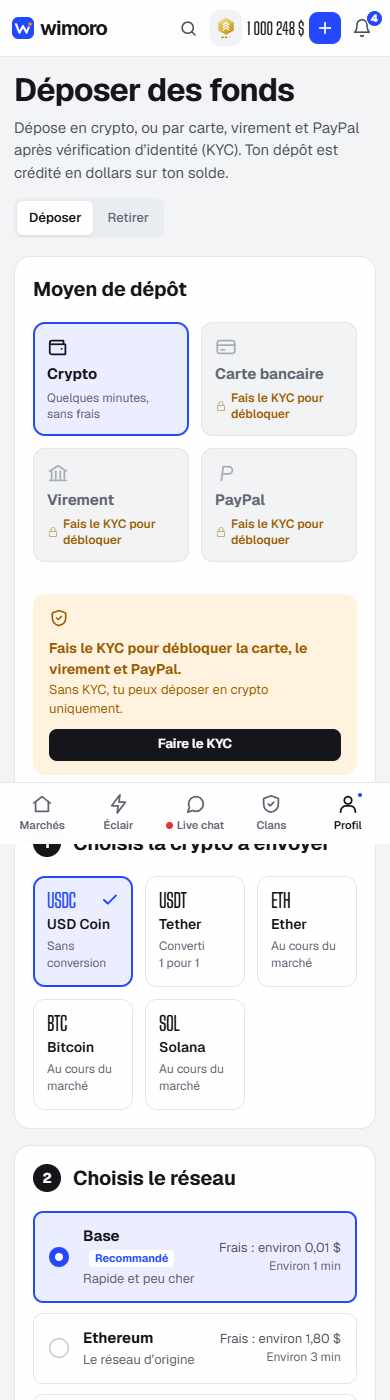 wimoro
1 000 248 $
4
Déposer des fonds
Dépose en crypto, ou par carte, virement et PayPal
après vérification d'identité (KYC). Ton dépôt est
crédité en dollars sur ton solde.
Déposer
Retirer
Moyen de dépôt
Crypto
Quelques minutes,
sans frais
Carte bancaire
Fais le KYC pour
débloquer
Virement
Fais le KYC pour
débloquer
PayPal
Fais le KYC pour
débloquer
Fais le KYC pour débloquer la carte, le
virement et PayPal.
Sans KYC, tu peux déposer en crypto
uniquement.
Faire le KYC
Marchés
Éclair
Live chat
Clans
Profil
1 Choisis la crypto à envoyer
USDC
USD Coin
Sans
conversion
USDT
Tether
Converti
1 pour 1
ETH
Ether
Au cours du
marché
BTC
Bitcoin
Au cours du
marché
SOL
Solana
Au cours du
marché
2 Choisis le réseau
Base
Recommandé
Rapide et peu cher
Frais : environ 0,01 $
Environ 1 min
Ethereum
Le réseau d'origine
Frais : environ 1,80 $
Environ 3 min